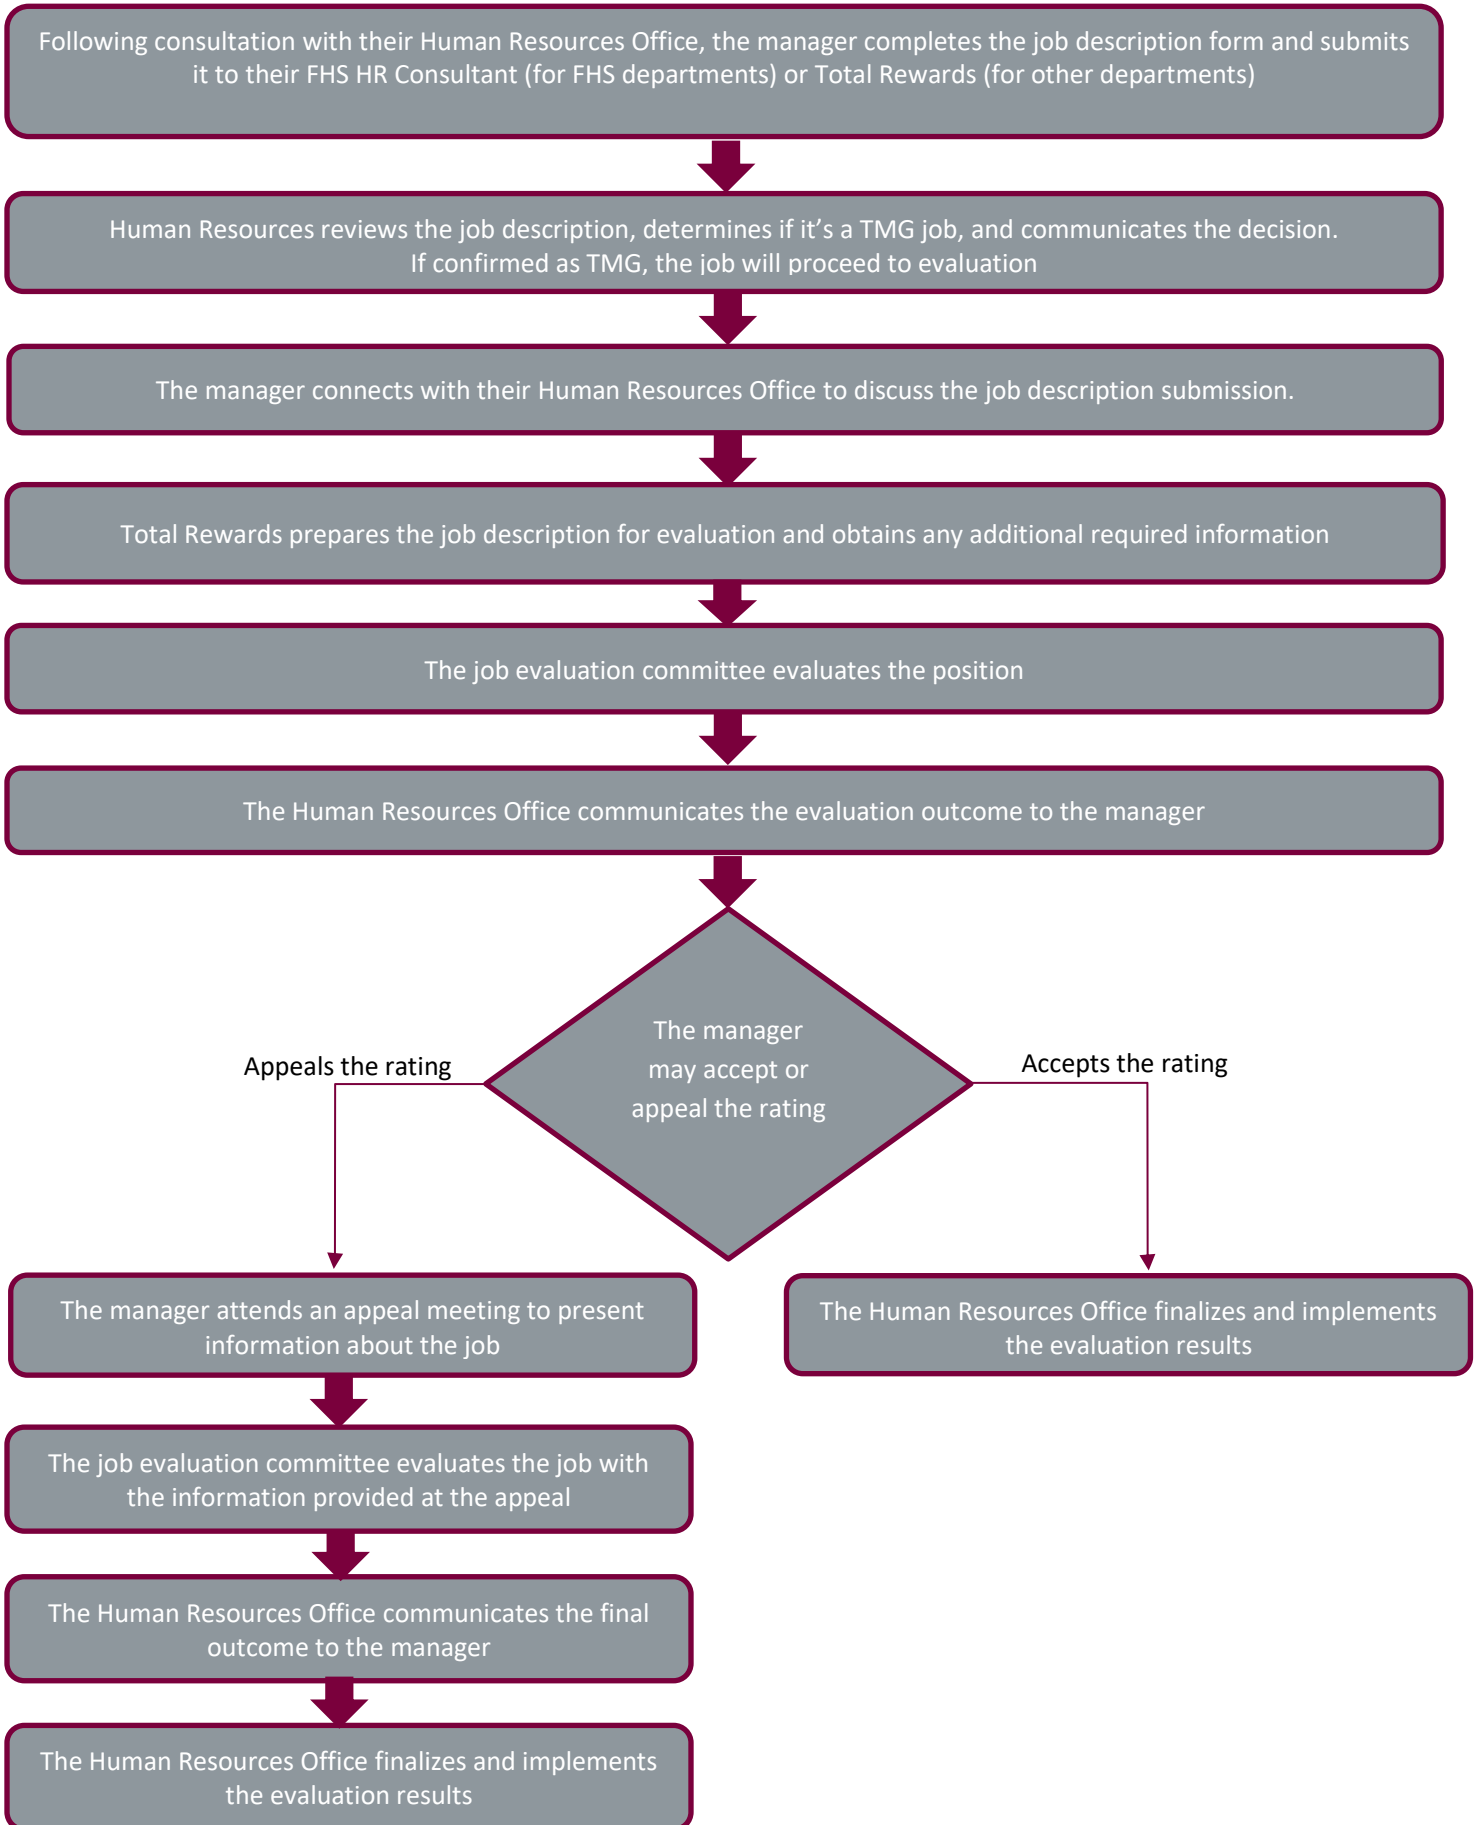 Following consultation with their Human Resources Office, the manager completes the job description form and submits
it to their FHS HR Consultant (for FHS departments) or Total Rewards (for other departments)
Human Resources reviews the job description, determines if it’s a TMG job, and communicates the decision.
If confirmed as TMG, the job will proceed to evaluation
The manager connects with their Human Resources Office to discuss the job description submission.
Total Rewards prepares the job description for evaluation and obtains any additional required information
The job evaluation committee evaluates the position
The Human Resources Office communicates the evaluation outcome to the manager
The manager
may accept or
appeal the rating
Appeals the rating
Accepts the rating
The manager attends an appeal meeting to present
information about the job
The Human Resources Office finalizes and implements
the evaluation results
The job evaluation committee evaluates the job with
the information provided at the appeal
The Human Resources Office communicates the final
outcome to the manager
The Human Resources Office finalizes and implements
the evaluation results